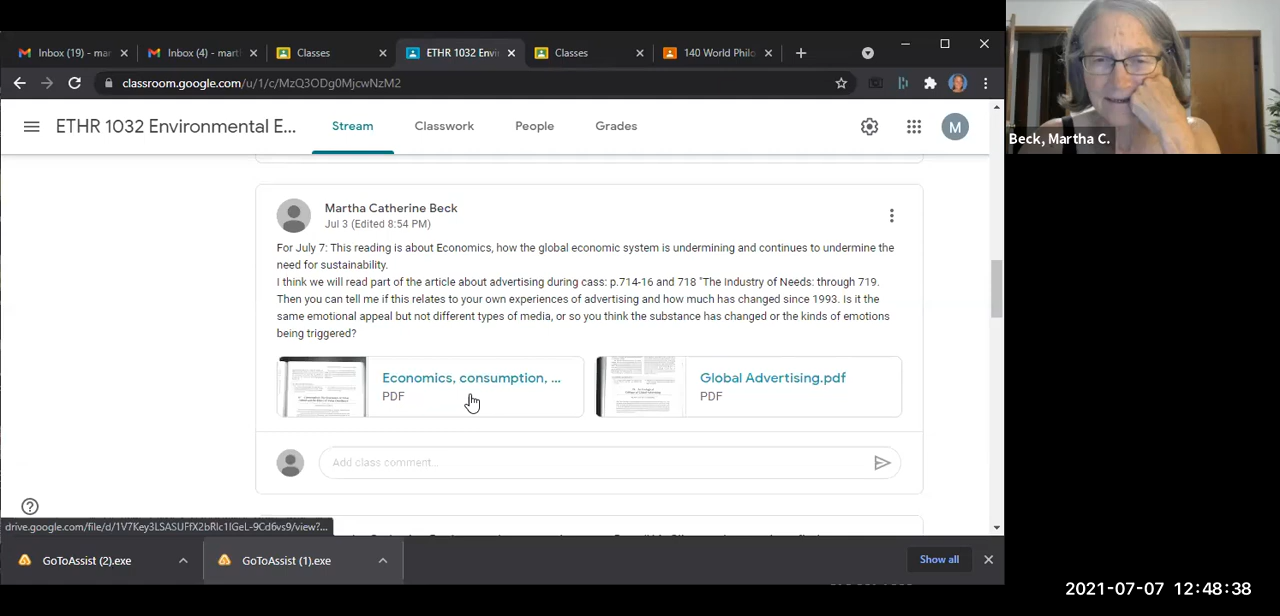 Inbox (19) - mar
Inbox (4) - mart
Classes
ETHR 1032 Envi
Classes
140 World Philo
classroom.google.com/u/1/c/MzQ3ODg0MjcwNzM2
ETHR 1032 Environmental E...
Stream
Classwork
People
Grades
M
Beck, Martha C.
Martha Catherine Beck
Jul 3 (Edited 8:54 PM)
For July 7: This reading is about Economics, how the global economic system is undermining and continues to undermine the
need for sustainability.
I think we will read part of the article about advertising during cass: p.714-16 and 718 "The Industry of Needs: through 719.
Then you can tell me if this relates to your own experiences of advertising and how much has changed since 1993. Is it the
same emotional appeal but not different types of media, or so you think the substance has changed or the kinds of emotions
being triggered?
Economics, consumption, ...
PDF
Global Advertising.pdf
PDF
Add class comment...
GoToAssist (2).exe
GoToAssist (1).exe
Show all
2021-07-07 12:48:38